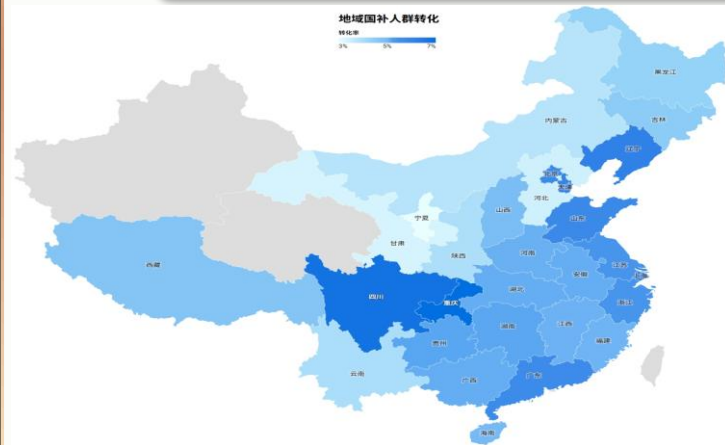 地域国补人群转化
转化率
3%
5%
7%
黑龙江
吉林
内蒙古
辽宁
北京
天津
河北
山西
宁夏
山东
甘肃
陕西
河南
江苏
西藏
安徽
四川
湖北
重庆
浙江
湖南
江西
贵州
福建
云南
广西
广东
海南